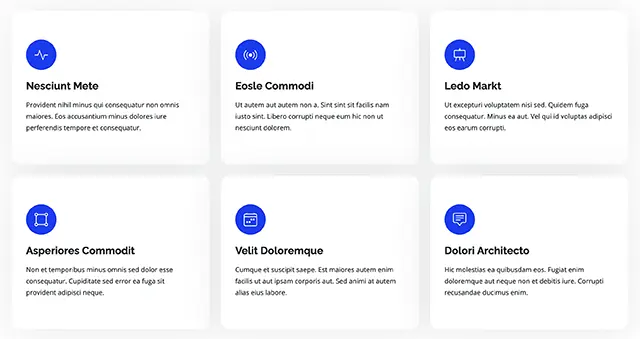 Nesciunt Mete
Provident nihil minus qui consequatur non omnis
maiores. Eos accusantium minus dolores iure
perferendis tempore et consequatur.
Eosle Commodi
Ut autem aut autem non a. Sint sint sit facilis nam
iusto sint. Libero corrupti neque eum hic non ut
nesciunt dolorem.
Ledo Markt
Ut excepturi voluptatem nisi sed. Quidem fuga
consequatur. Minus ea aut. Vel qui id voluptas adipisci
eos earum corrupti.
Asperiores Commodit
Non et temporibus minus omnis sed dolor esse
consequatur. Cupiditate sed error ea fuga sit
provident adipisci neque.
Velit Doloremque
Cumque et suscipit saepe. Est maiores autem enim
facilis ut aut ipsam corporis aut. Sed animi at autem
alias eius labore.
Dolori Architecto
Hic molestias ea quibusdam eos. Fugiat enim
doloremque aut neque non et debitis iure. Corrupti
recusandae ducimus enim.